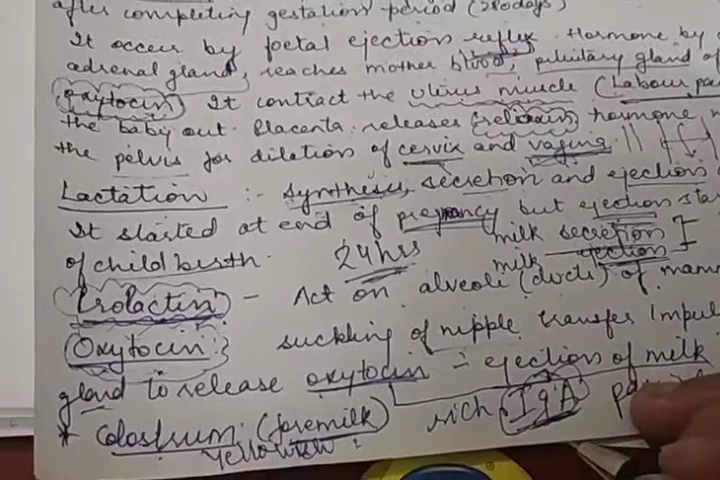 after completing gestation period (280days)
It occur by foetal ejection reflex. Hormone by
adrenal gland, reaches mother blood, pituitary gland of
oxytocin It contract the uterus muscle (Labour pa
the baby out. Placenta releases (relaxin) hormone
the pelvis for dilation of cervix and vagina
Lactation :- synthesis, secretion and ejection
It started at end of pregnancy but ejection sta
of childbirth. 24hrs milk secretion
milk ejection
Prolactin - Act on alveoli (ducts) of mam
Oxytocin suckling of nipple transfer Impul
gland to release oxytocin = ejection of milk
* Colostrum (foremilk) rich IgA
yellowish